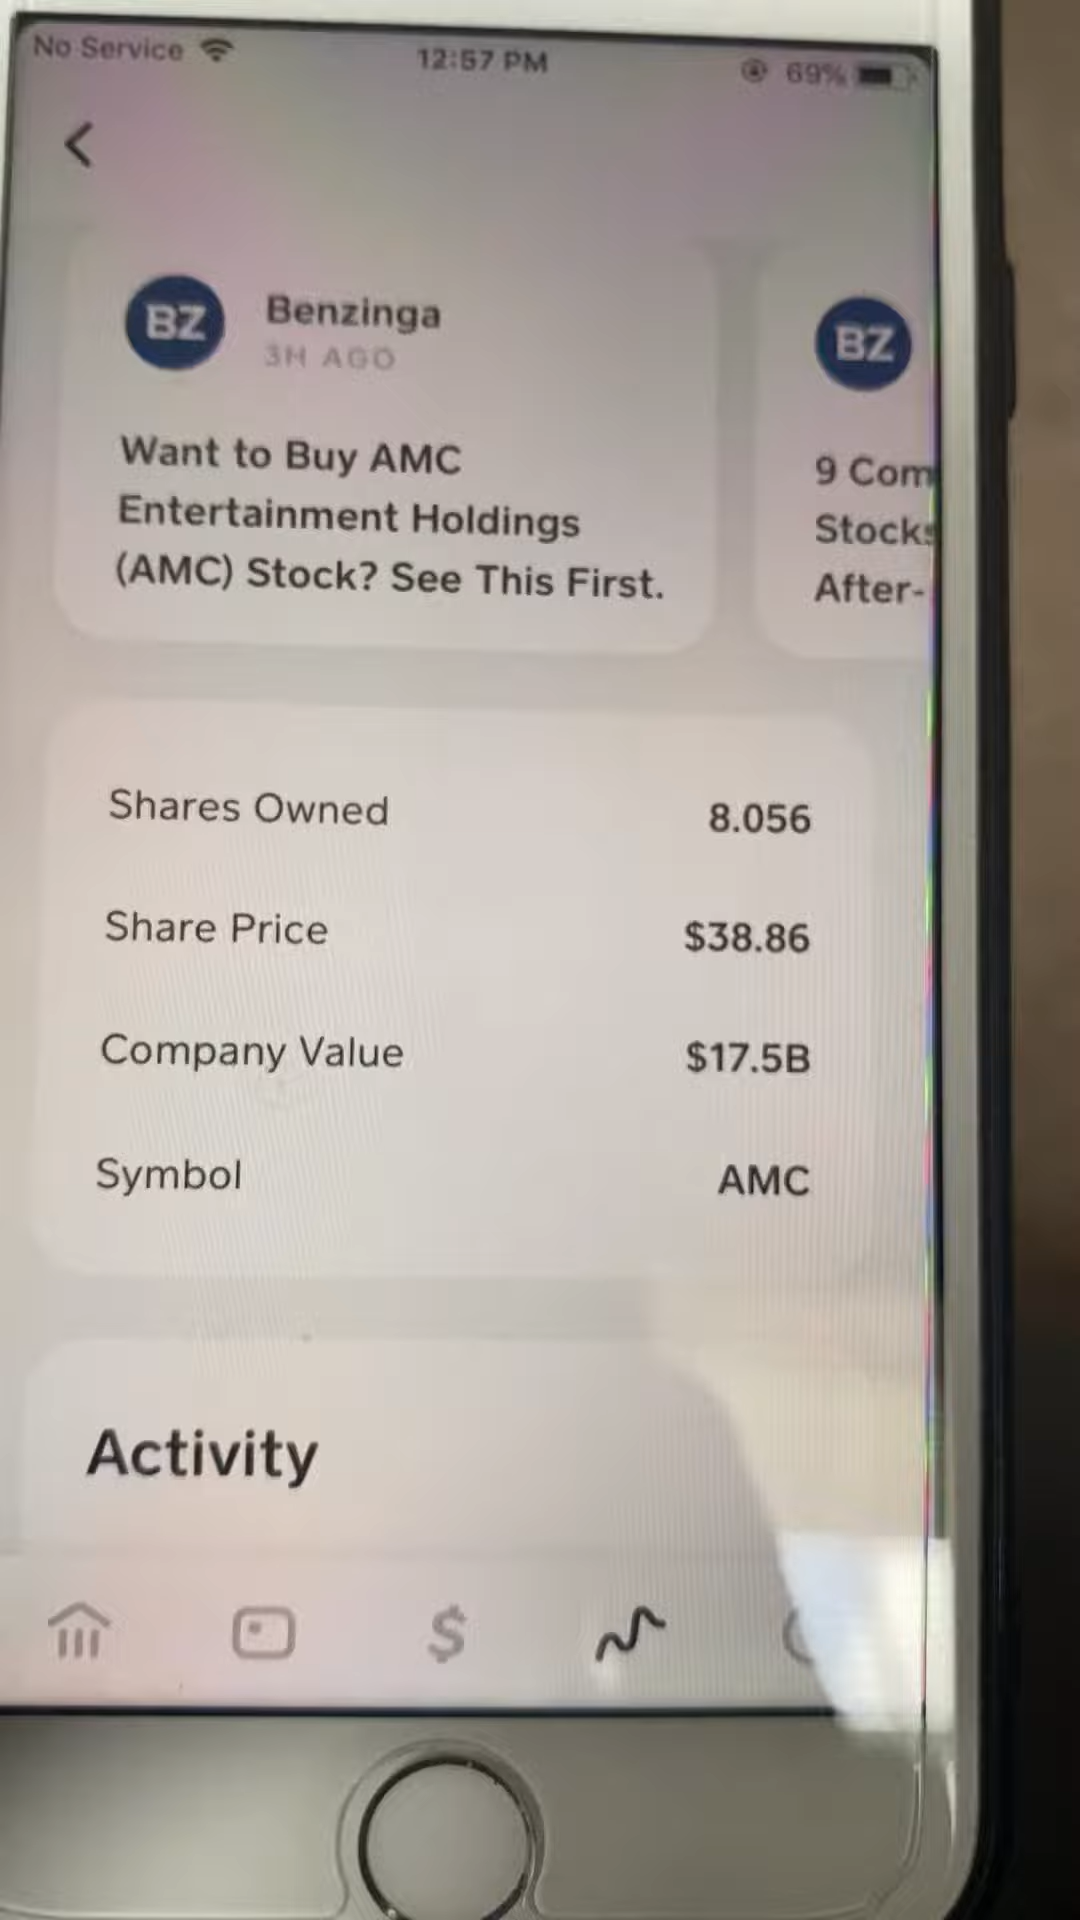 No Service
12:57 PM
69%
BZ
Benzinga
3H AGO
Want to Buy AMC
Entertainment Holdings
(AMC) Stock? See This First.
BZ
9 Com
Stocks
After-
Shares Owned 8.056
Share Price $38.86
Company Value $17.5B
Symbol AMC
Activity
$